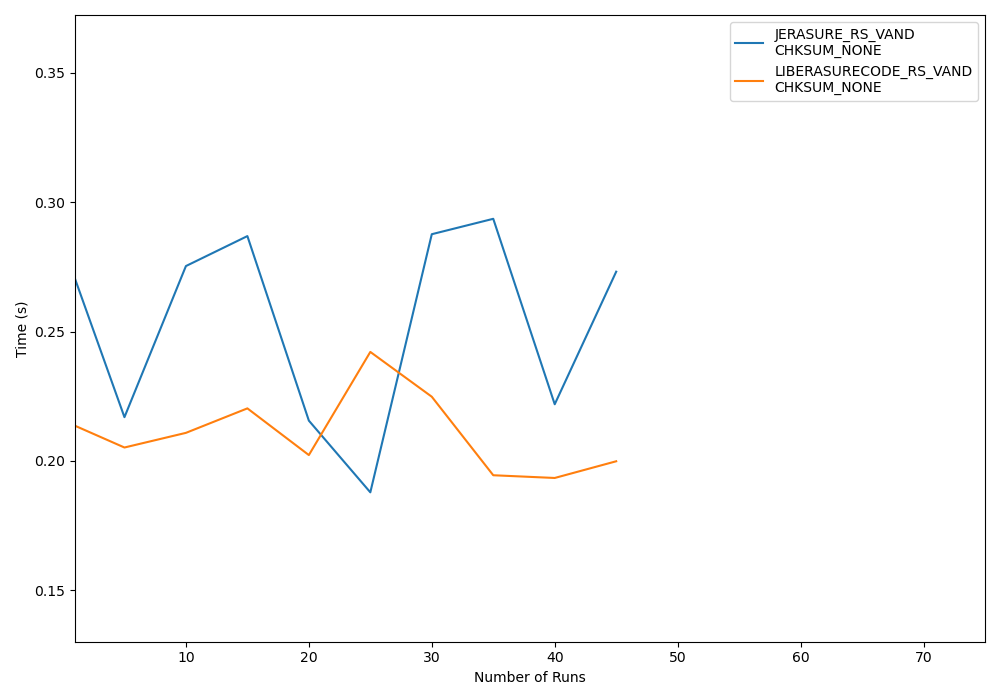 JERASURE_RS_VAND
CHKSUM_NONE
LIBERASURECODE_RS_VAND
CHKSUM_NONE
0.35
0.30
0.25
0.20
0.15
Time (s)
10 20 30 40 50 60 70
Number of Runs